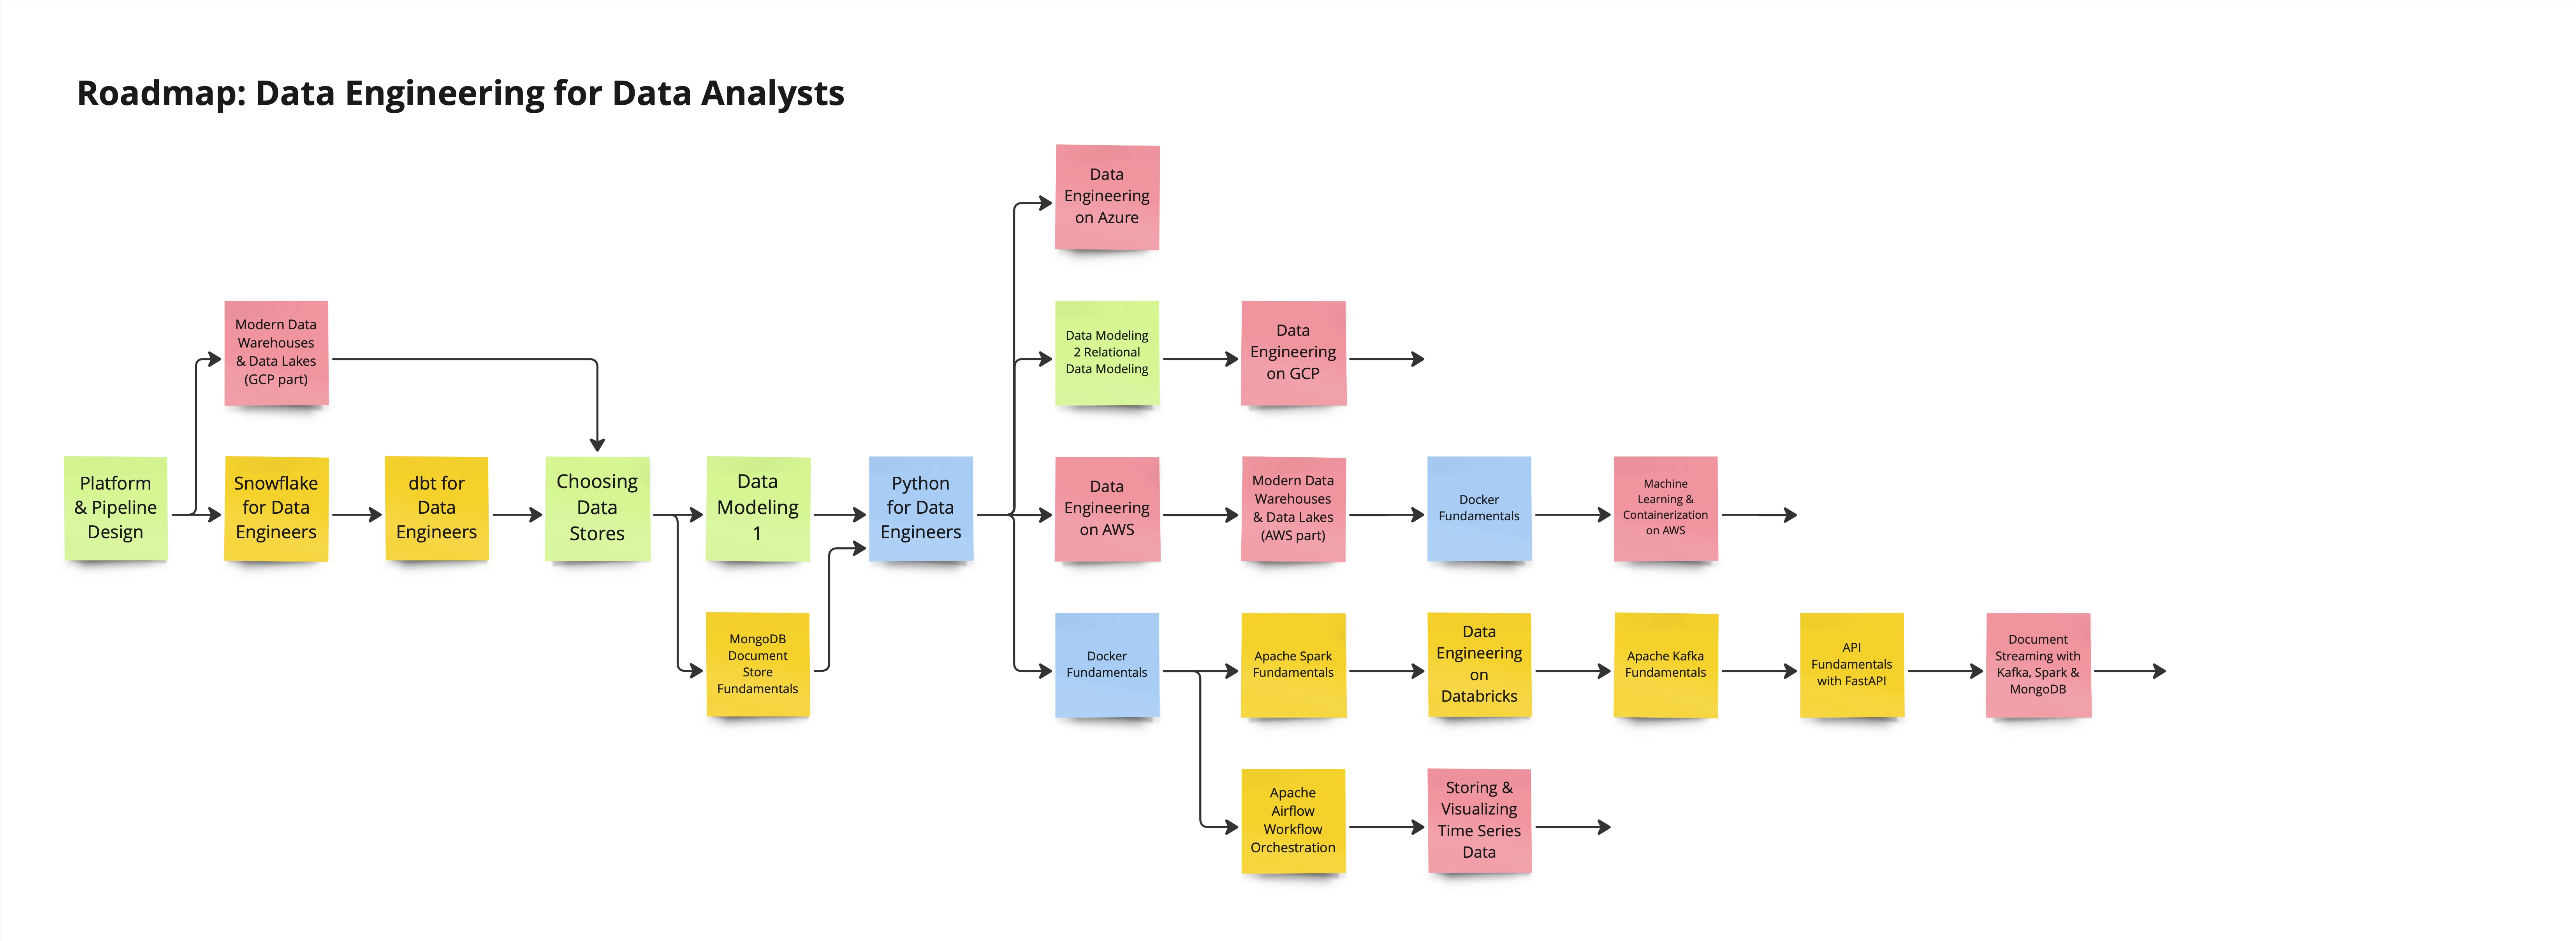 Roadmap: Data Engineering for Data Analysts
Data
Engineering
on Azure
Modern Data
Warehouses
& Data Lakes
(GCP part)
Data Modeling
2 Relational
Data Modeling
Data
Engineering
on GCP
Platform
& Pipeline
Design
Snowflake
for Data
Engineers
dbt for
Data
Engineers
Choosing
Data
Stores
Data
Modeling
1
Python
for Data
Engineers
Data
Engineering
on AWS
Modern Data
Warehouses
& Data Lakes
(AWS part)
Docker
Fundamentals
Machine
Learning &
Containerization
on AWS
MongoDB
Document
Store
Fundamentals
Docker
Fundamentals
Apache Spark
Fundamentals
Data
Engineering
on
Databricks
Apache Kafka
Fundamentals
API
Fundamentals
with FastAPI
Document
Streaming with
Kafka, Spark &
MongoDB
Apache
Airflow
Workflow
Orchestration
Storing &
Visualizing
Time Series
Data